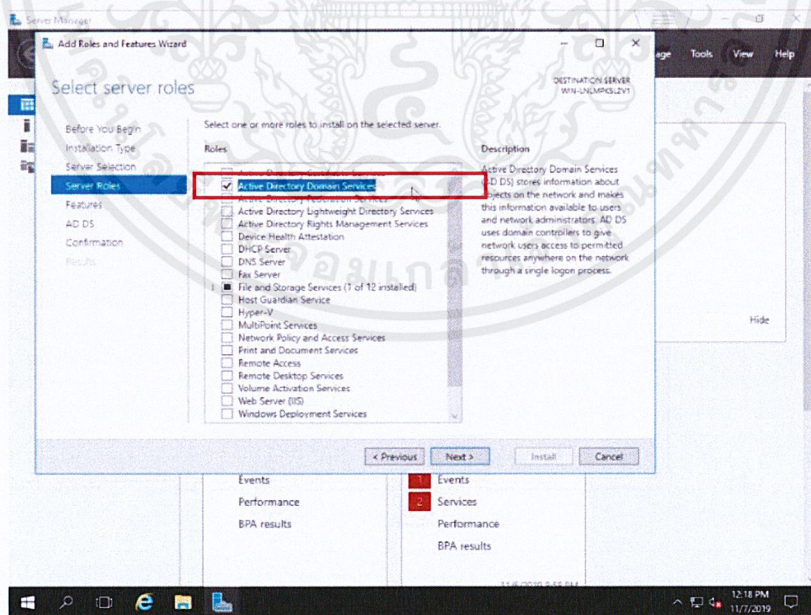 Server Manager
Add Roles and Features Wizard
Tools View Help
Select server roles
DESTINATION SERVER
Before You Begin
Installation Type
Server Selection
Server Roles
Features
AD DS
Confirmation
Results
Select one or more roles to install on the selected server.
Roles
Active Directory Domain Services
Active Directory Lightweight Directory Services
Active Directory Rights Management Services
Device Health Attestation
DHCP Server
DNS Server
Fax Server
File and Storage Services (1 of 12 installed)
Host Guardian Service
Hyper-V
MultiPoint Services
Network Policy and Access Services
Print and Document Services
Remote Access
Remote Desktop Services
Volume Activation Services
Web Server (IIS)
Windows Deployment Services
Description
Active Directory Domain Services
(AD DS) stores information about
objects on the network and makes
this information available to users
and network administrators. AD DS
uses domain controllers to give
network users access to permitted
resources anywhere on the network
through a single logon process.
Hide
< Previous Next > Install Cancel
Events
Performance
BPA results
1 Events
2 Services
Performance
BPA results
12:18 PM
11/7/2019